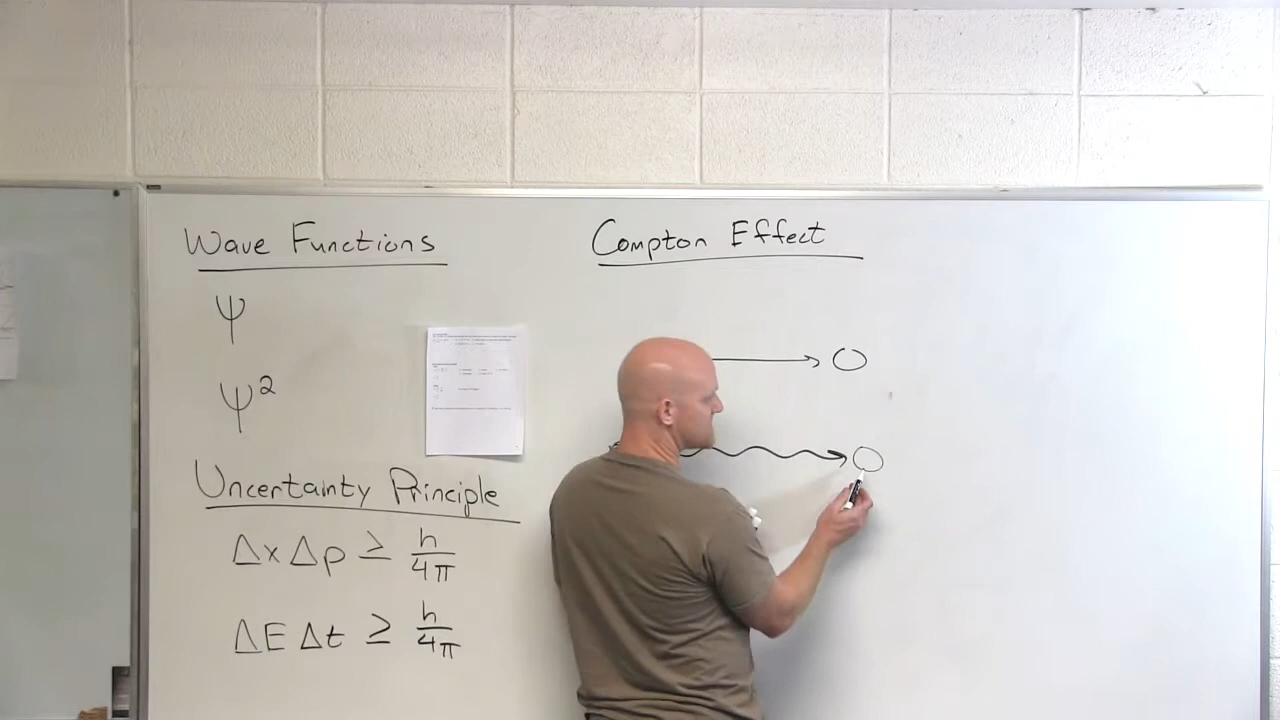 Wave Functions
Ψ
Ψ²
Uncertainty Principle
Δx Δp ≥ h/4π
ΔE Δt ≥ h/4π
Compton Effect